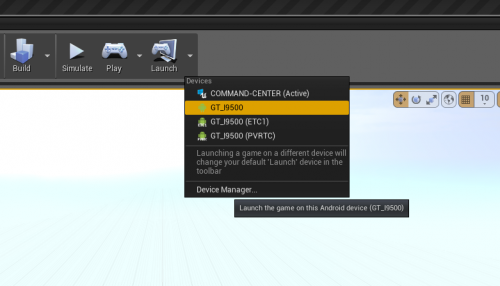 Build
Simulate
Play
Launch
Devices
COMMAND-CENTER (Active)
GT_I9500
GT_I9500 (ETC1)
GT_I9500 (PVRTC)
Launching a game on a different device will
change your default 'Launch' device in the
toolbar
Device Manager...
Launch the game on this Android device (GT_I9500)
10